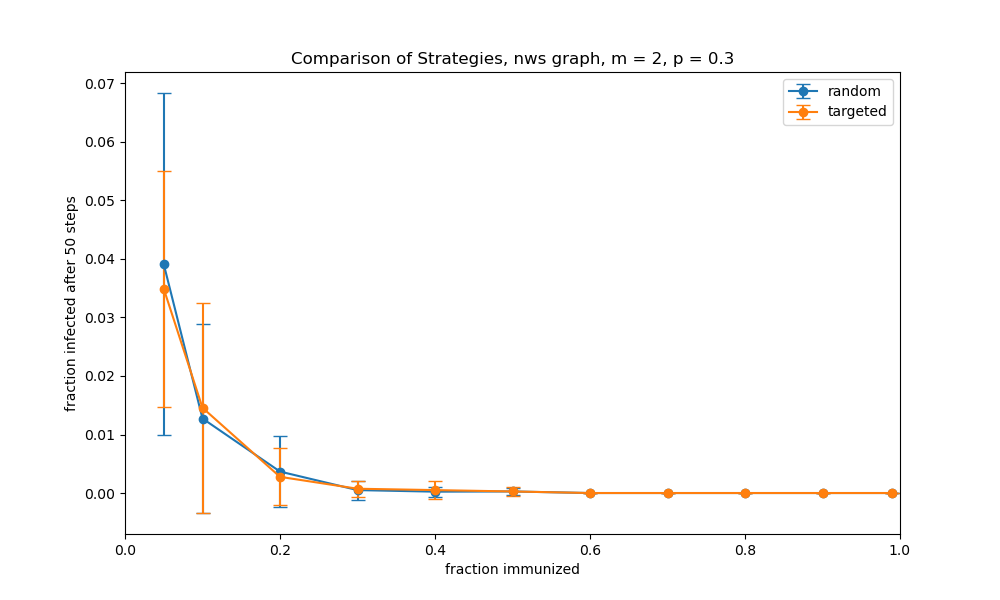 Comparison of Strategies, nws graph, m = 2, p = 0.3
random
targeted
fraction infected after 50 steps
0.07
0.06
0.05
0.04
0.03
0.02
0.01
0.00
0.0 0.2 0.4 0.6 0.8 1.0
fraction immunized